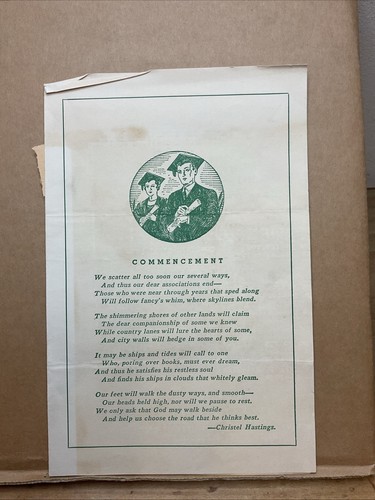 COMMENCEMENT
We scatter all too soon our several ways,
And thus our dear associations end—
Those who were near through years that sped along
Will follow fancy's whim, where skylines blend.
The shimmering shores of other lands will claim
The dear companionship of some we knew
While country lanes will lure the hearts of some,
And city walls will hedge in some of you.
It may be ships and tides will call to one
Who, poring over books, must ever dream,
And thus he satisfies his restless soul
And finds his ships in clouds that whitely gleam.
Our feet will walk the dusty ways, and smooth—
Our heads held high, nor will we pause to rest.
We only ask that God may walk beside
And help us choose the road that he thinks best.
—Christel Hastings.